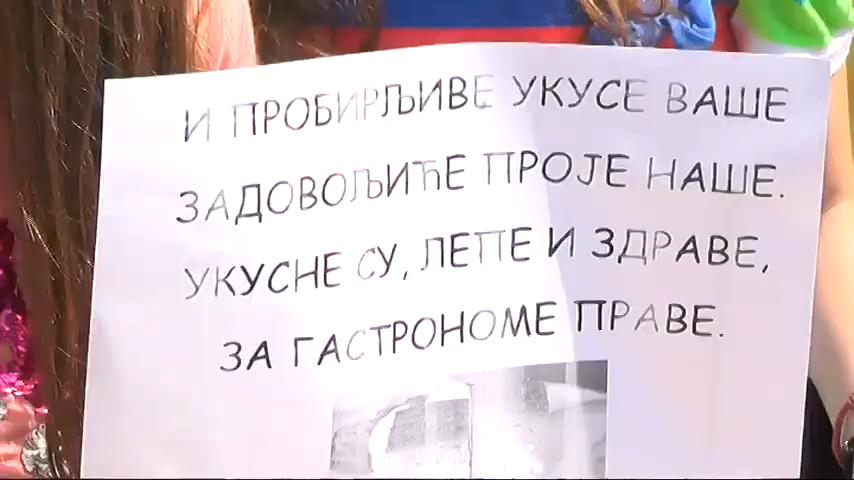 И ПРОБИРЉИВЕ УКУСЕ ВАШЕ
ЗАДОВОЉИЋЕ ПРОЈЕ НАШЕ.
УКУСНЕ СУ, ЛЕПЕ И ЗДРАВЕ,
ЗА ГАСТРОНОМЕ ПРАВЕ.